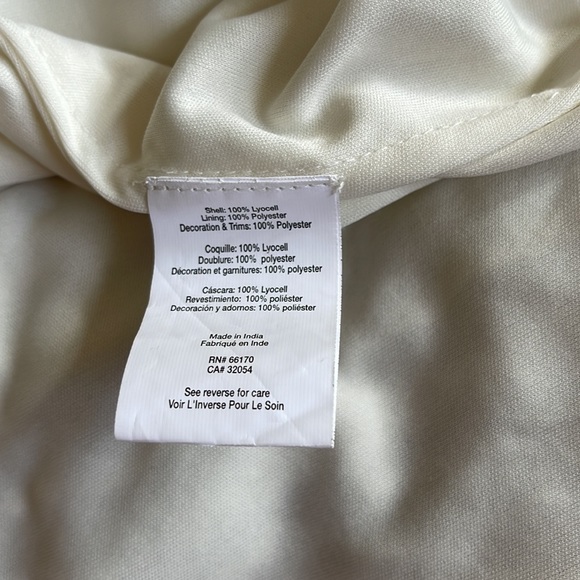 Shell: 100% Lyocell
Lining: 100% Polyester
Decoration & Trims: 100% Polyester
Coquille: 100% Lyocell
Doublure: 100% polyester
Décoration et garnitures: 100% polyester
Cáscara: 100% Lyocell
Revestimiento: 100% poliéster
Decoración y adornos: 100% poliéster
Made in India
Fabriqué en Inde
RN# 66170
CA# 32054
See reverse for care
Voir L'Inverse Pour Le Soin